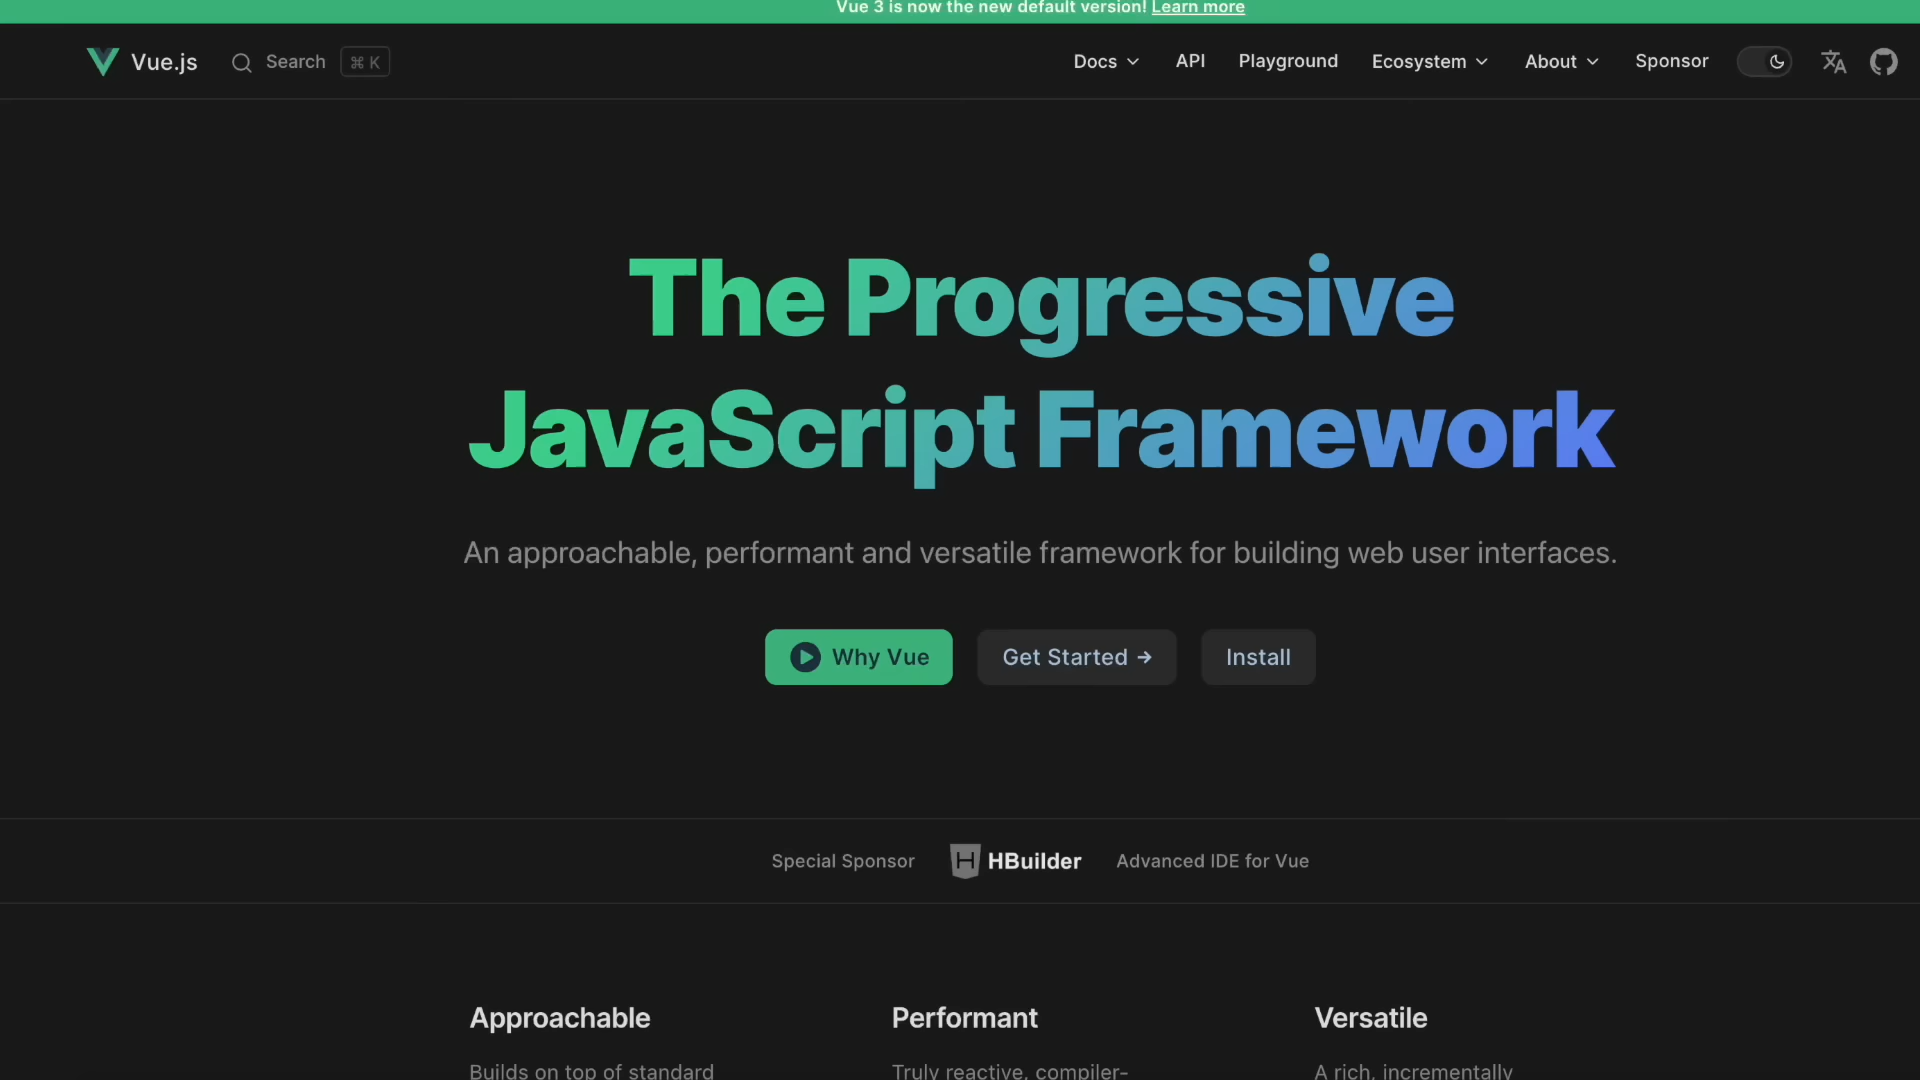 Vue 3 is now the new default version! Learn more
Vue.js Search ⌘ K Docs API Playground Ecosystem About Sponsor
The Progressive
JavaScript Framework
An approachable, performant and versatile framework for building web user interfaces.
Why Vue Get Started → Install
Special Sponsor HBuilder Advanced IDE for Vue
Approachable Performant Versatile
Builds on top of standard Truly reactive, compiler- A rich, incrementally